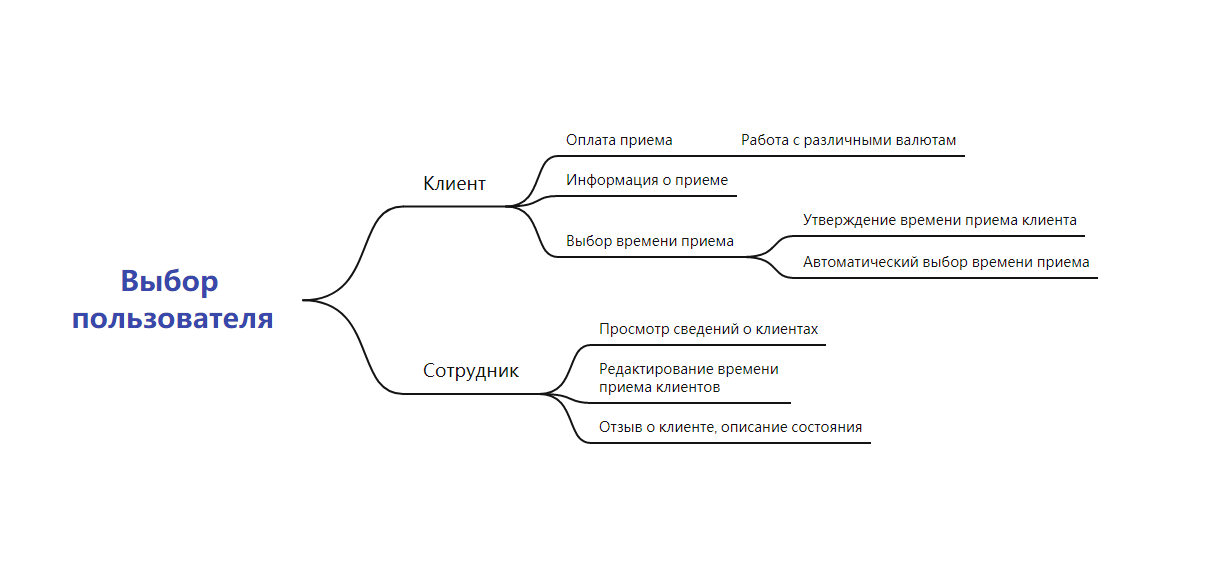 Выбор
пользователя
Клиент
Оплата приема
Работа с различными валютам
Информация о приеме
Выбор времени приема
Утверждение времени приема клиента
Автоматический выбор времени приема
Сотрудник
Просмотр сведений о клиентах
Редактирование времени
приема клиентов
Отзыв о клиенте, описание состояния